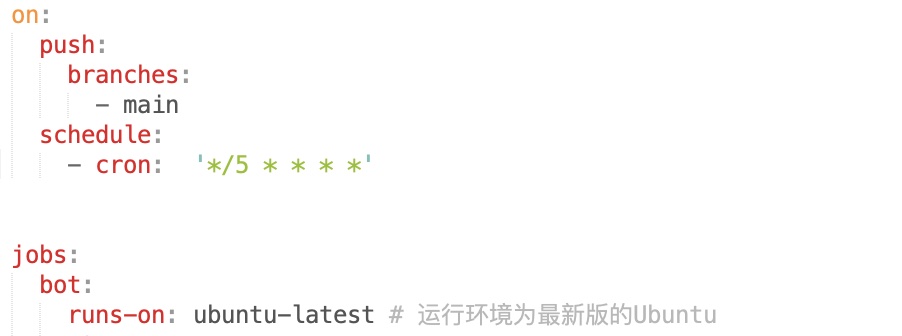 on:
  push:
    branches:
      - main
  schedule:
    - cron:  '*/5 * * * *'
jobs:
  bot:
    runs-on: ubuntu-latest # 运行环境为最新版的Ubuntu